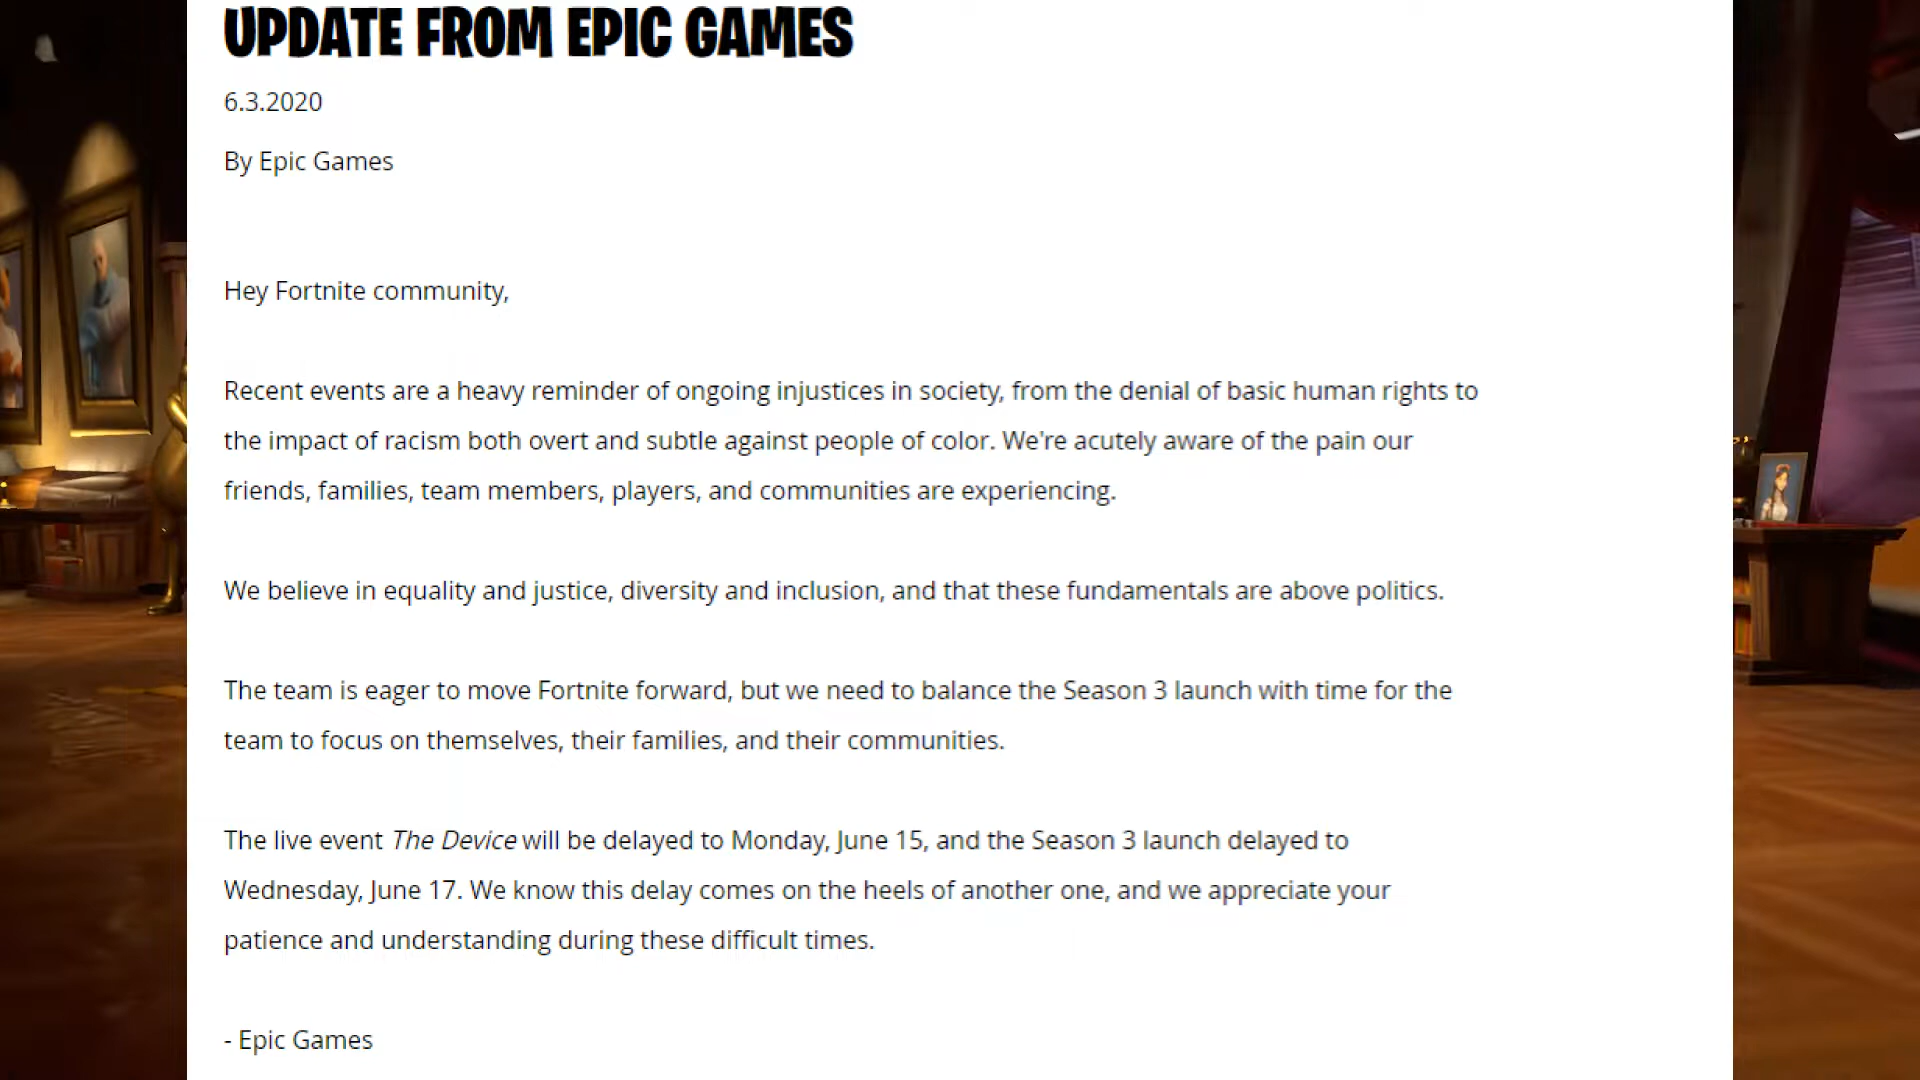 UPDATE FROM EPIC GAMES
6.3.2020
By Epic Games
Hey Fortnite community,
Recent events are a heavy reminder of ongoing injustices in society, from the denial of basic human rights to
the impact of racism both overt and subtle against people of color. We're acutely aware of the pain our
friends, families, team members, players, and communities are experiencing.
We believe in equality and justice, diversity and inclusion, and that these fundamentals are above politics.
The team is eager to move Fortnite forward, but we need to balance the Season 3 launch with time for the
team to focus on themselves, their families, and their communities.
The live event The Device will be delayed to Monday, June 15, and the Season 3 launch delayed to
Wednesday, June 17. We know this delay comes on the heels of another one, and we appreciate your
patience and understanding during these difficult times.
- Epic Games